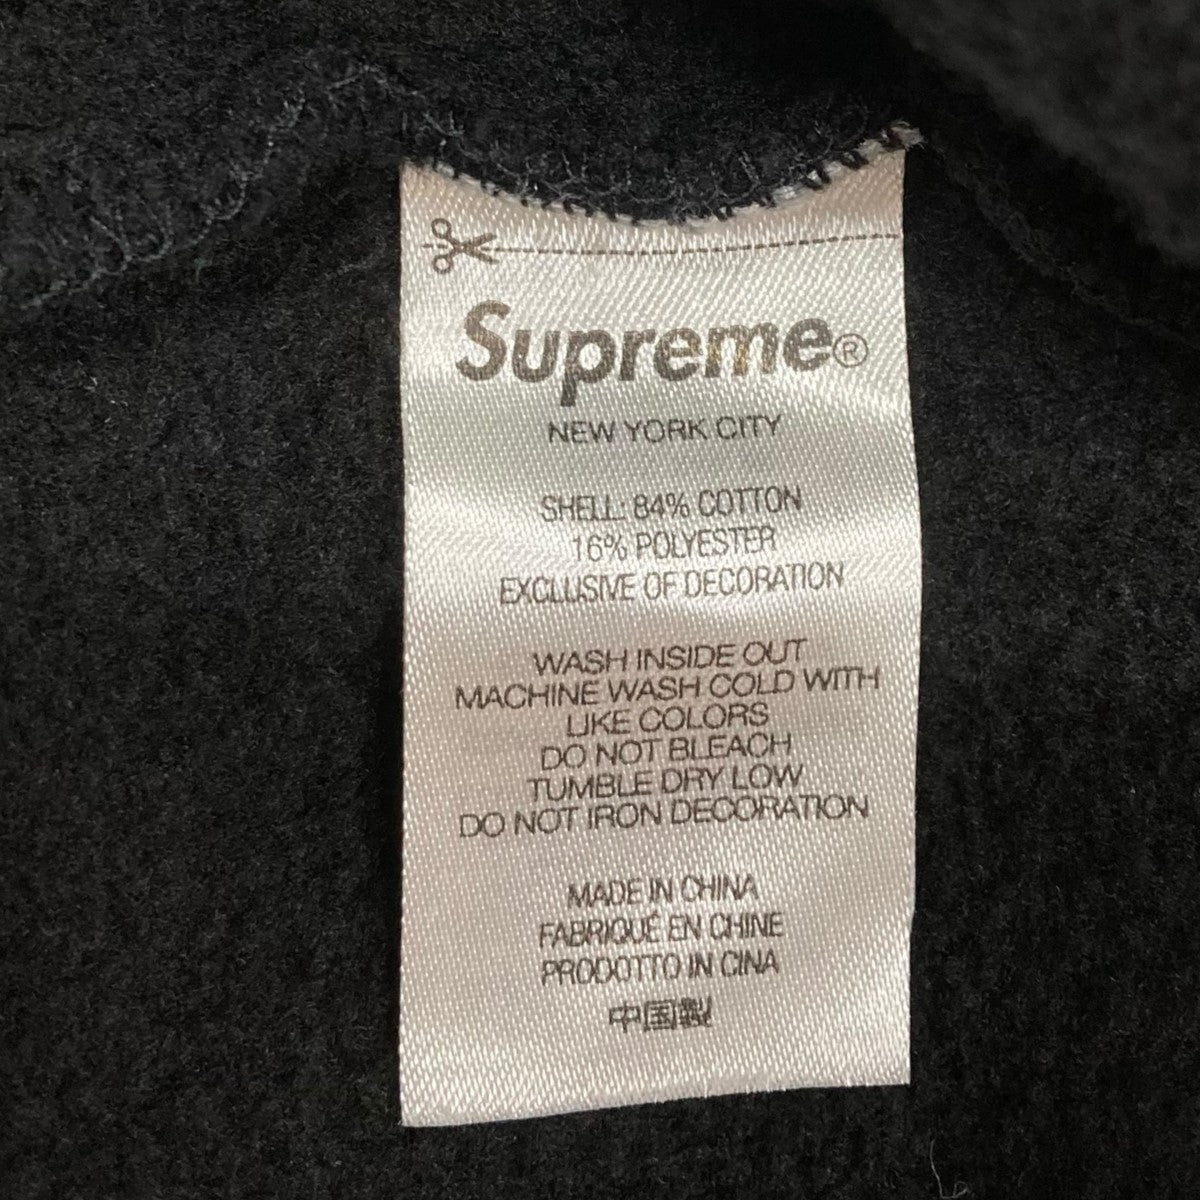 Supreme®
NEW YORK CITY
SHELL: 84% COTTON
16% POLYESTER
EXCLUSIVE OF DECORATION
WASH INSIDE OUT
MACHINE WASH COLD WITH
LIKE COLORS
DO NOT BLEACH
TUMBLE DRY LOW
DO NOT IRON DECORATION
MADE IN CHINA
FABRIQUÉ EN CHINE
PRODOTTO IN CINA
中国製